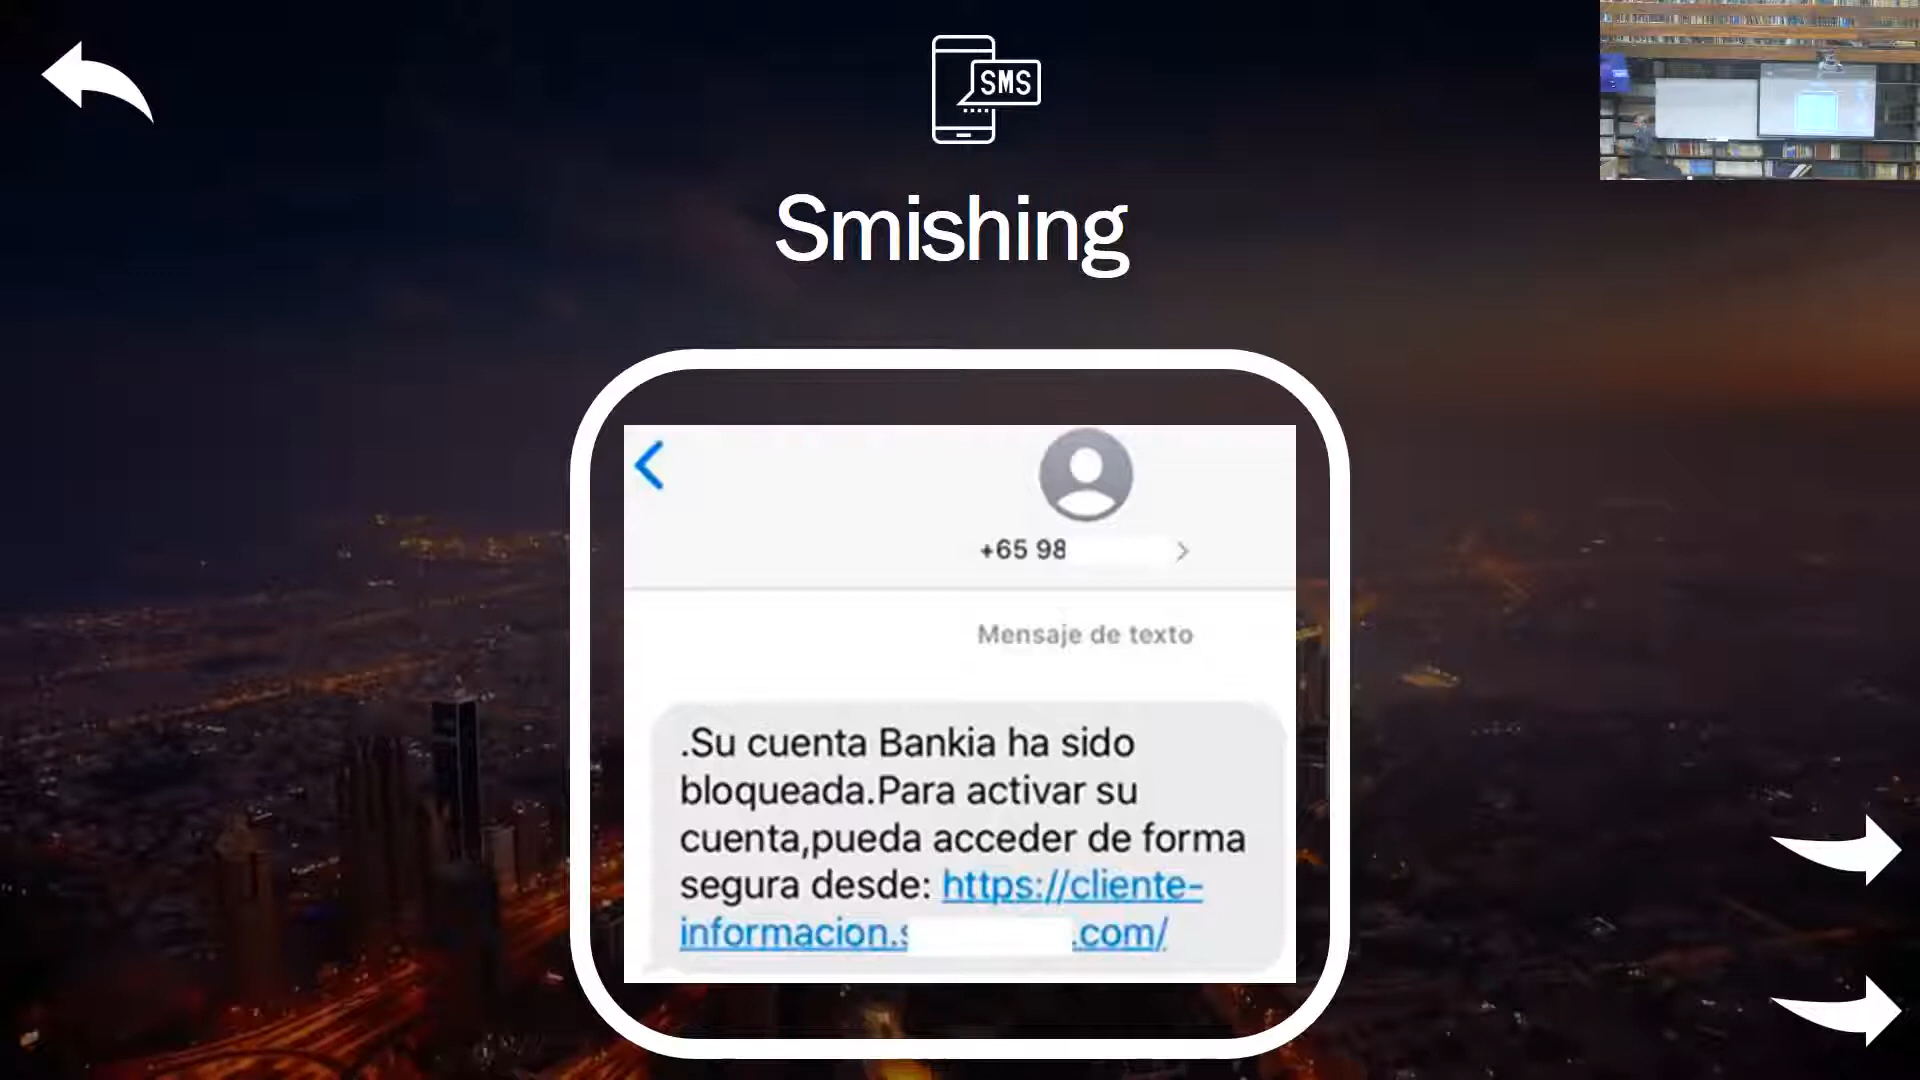 SMS
Smishing
+65 98
Mensaje de texto
.Su cuenta Bankia ha sido
bloqueada.Para activar su
cuenta,pueda acceder de forma
segura desde: https://cliente-
informacion.s .com/